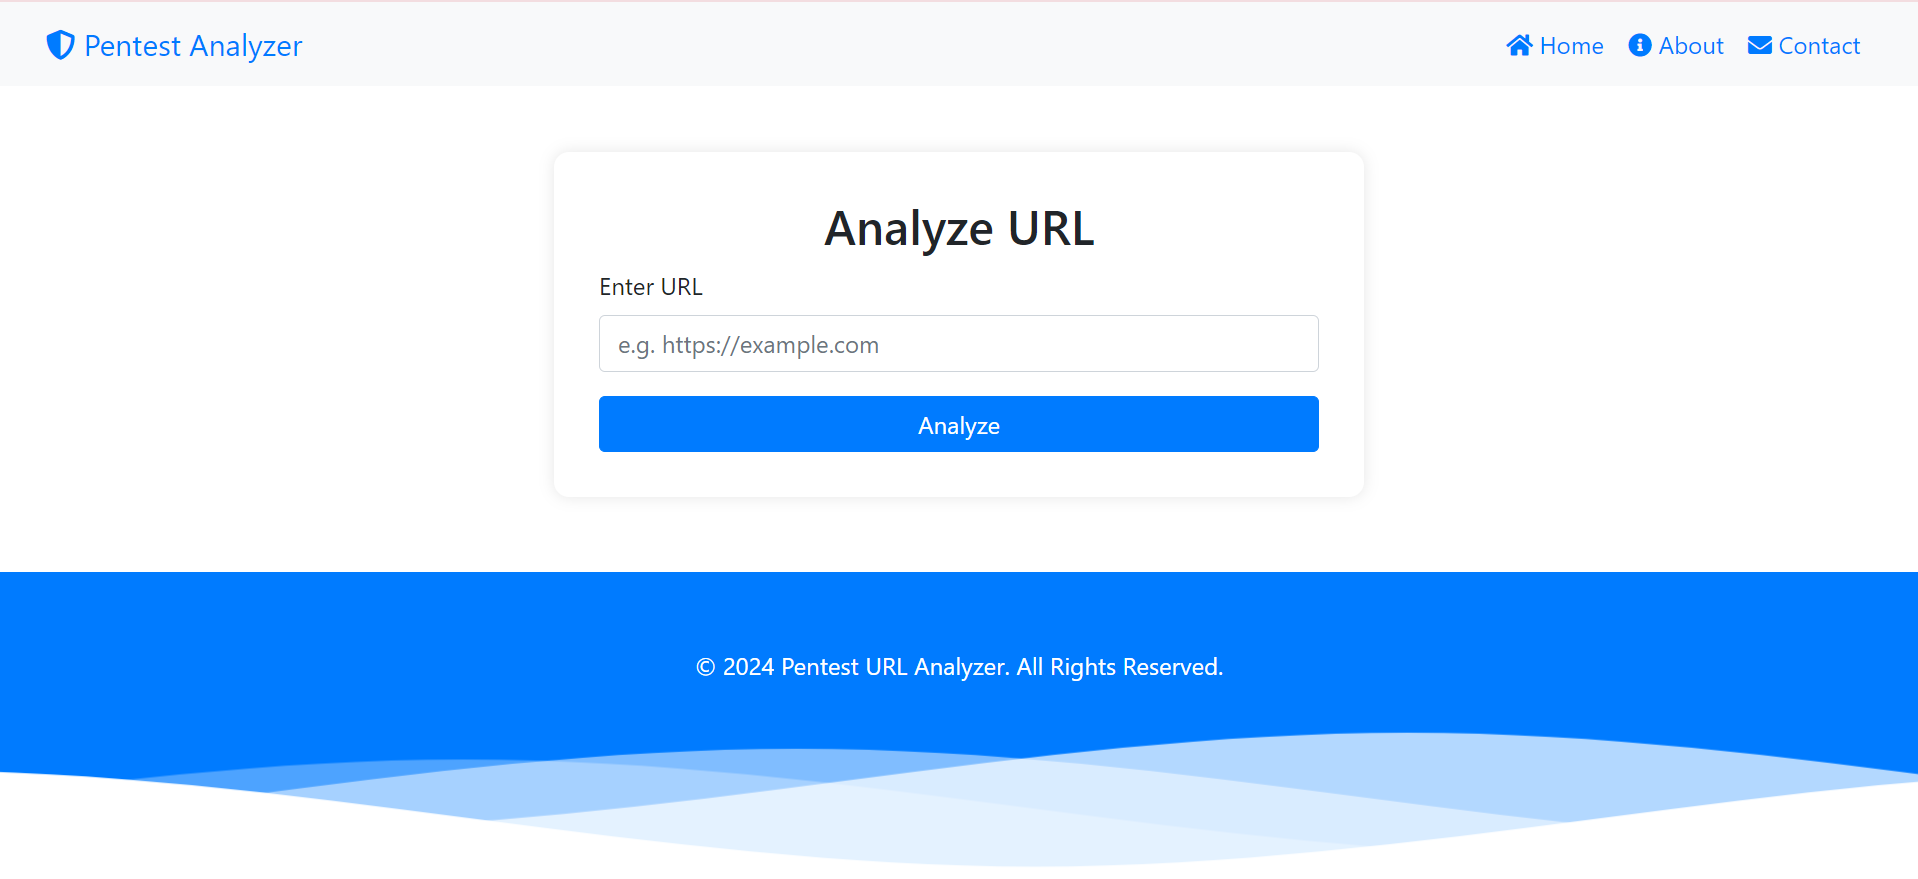 Pentest Analyzer
Home About Contact
Analyze URL
Enter URL
e.g. https://example.com
Analyze
© 2024 Pentest URL Analyzer. All Rights Reserved.